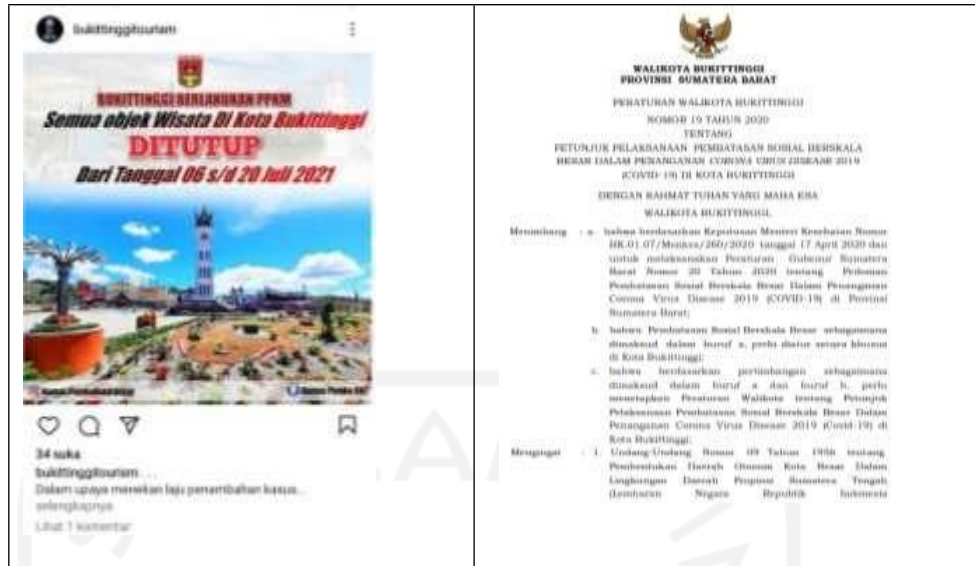 bukittinggitourism
BUKITTINGGI BERLAKUKAN PPKM
Semua objek Wisata Di Kota Bukittinggi
DITUTUP
Dari Tanggal 06 s/d 20 Juli 2021
34 suka
bukittinggitourism . . .
Dalam upaya menekan laju penambahan kasus...
selengkapnya
Lihat 1 komentar
WALIKOTA BUKITTINGGI
PROVINSI SUMATERA BARAT
PERATURAN WALIKOTA BUKITTINGGI
NOMOR 19 TAHUN 2020
TENTANG
PETUNJUK PELAKSANAAN PEMBATASAN SOSIAL BERSKALA
BESAR DALAM PENANGANAN CORONA VIRUS DISEASE 2019
(COVID-19) DI KOTA BUKITTINGGI
DENGAN RAHMAT TUHAN YANG MAHA ESA
WALIKOTA BUKITTINGGI,
Menimbang : a. bahwa berdasarkan Keputusan Menteri Kesehatan Nomor
HK.01.07/Menkes/260/2020 tanggal 17 April 2020 dan
untuk melaksanakan Peraturan Gubernur Sumatera
Barat Nomor 20 Tahun 2020 tentang Pedoman
Pembatasan Sosial Berskala Besar Dalam Penanganan
Corona Virus Disease 2019 (COVID-19) di Provinsi
Sumatera Barat;
b. bahwa Pembatasan Sosial Berskala Besar sebagaimana
dimaksud dalam huruf a, perlu diatur secara khusus
di Kota Bukittinggi;
c. bahwa berdasarkan pertimbangan sebagaimana
dimaksud dalam huruf a dan huruf b, perlu
menetapkan Peraturan Walikota tentang Petunjuk
Pelaksanaan Pembatasan Sosial Berskala Besar Dalam
Penanganan Corona Virus Disease 2019 (Covid-19) di
Kota Bukittinggi;
Mengingat : 1. Undang-Undang Nomor 09 Tahun 1956 tentang
Pembentukan Daerah Otonom Kota Besar Dalam
Lingkungan Daerah Propinsi Sumatera Tengah
(Lembaran Negara Republik Indonesia